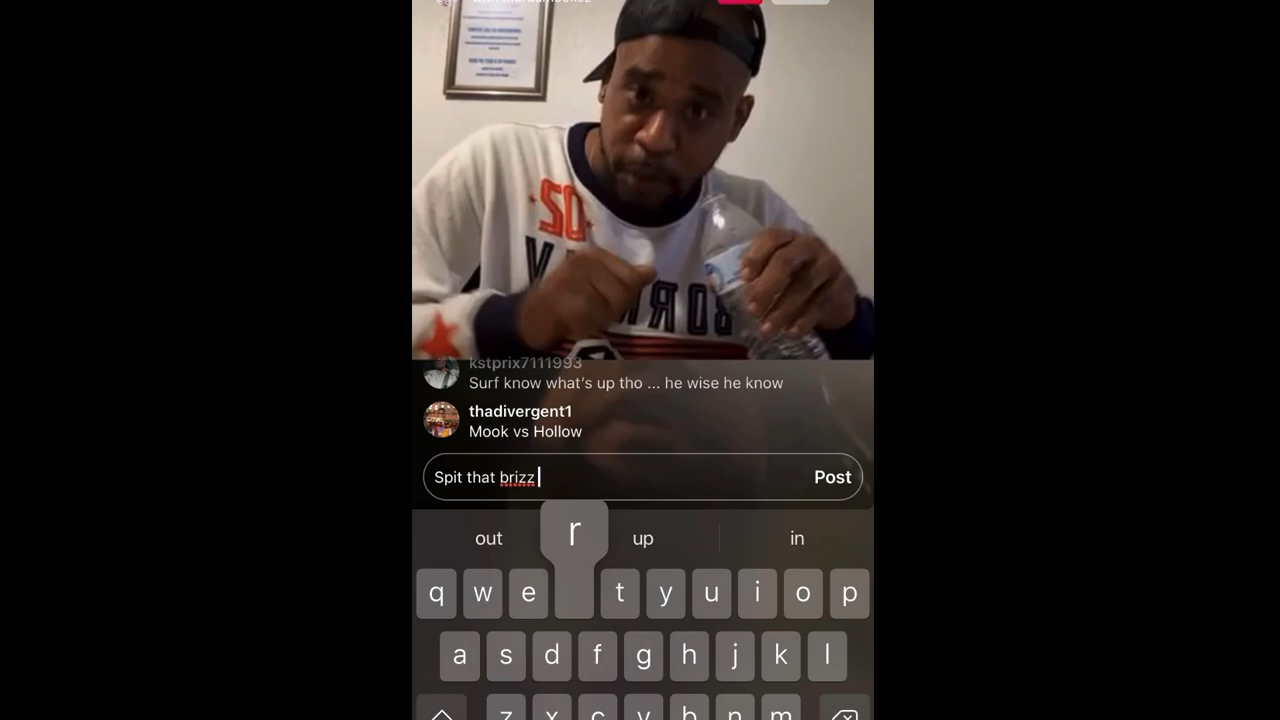 20
kstprix7111993
Surf know what's up tho ... he wise he know
thadivergent1
Mook vs Hollow
Spit that brizz
Post
out
r
up
in
q w e t y u i o p
a s d f g h j k l
z x c v b n m